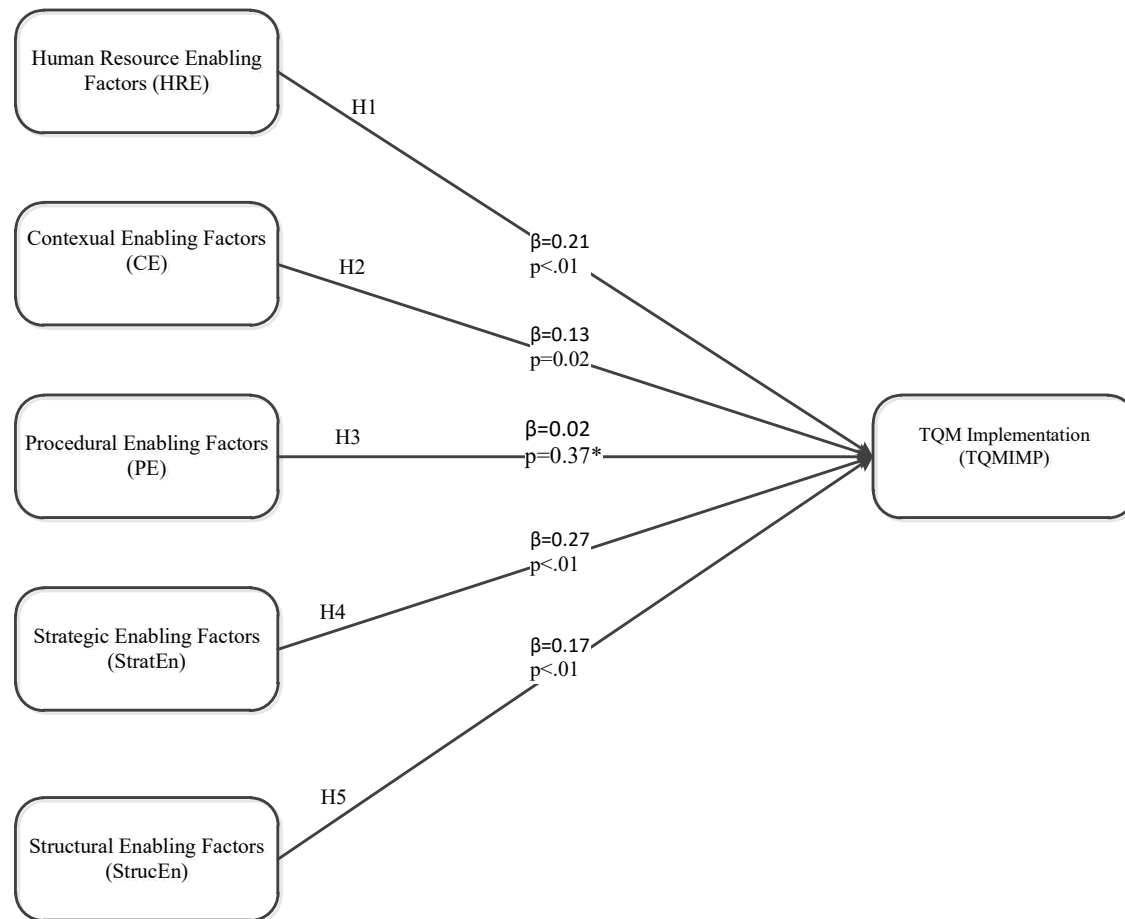 Human Resource Enabling
Factors (HRE)
H1
β=0.21
p<.01
Contexual Enabling Factors
(CE)
H2
β=0.13
p=0.02
Procedural Enabling Factors
(PE)
H3
β=0.02
p=0.37*
TQM Implementation
(TQMIMP)
Strategic Enabling Factors
(StratEn)
H4
β=0.27
p<.01
Structural Enabling Factors
(StrucEn)
H5
β=0.17
p<.01